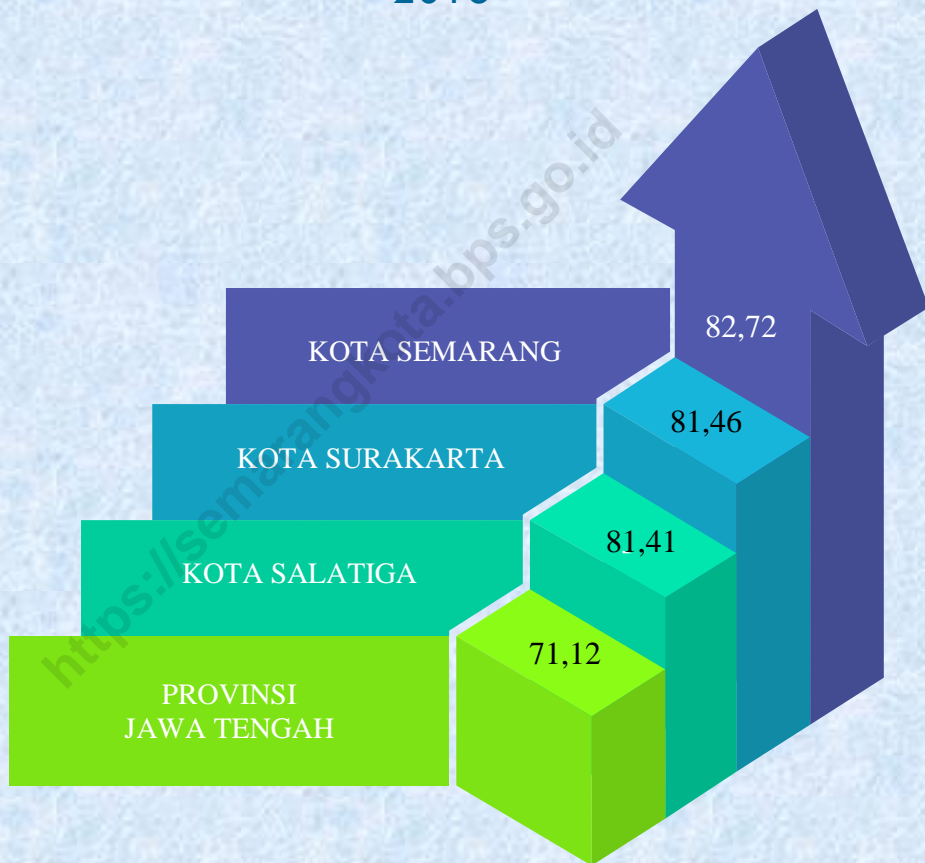 KOTA SEMARANG
82,72
KOTA SURAKARTA
81,46
KOTA SALATIGA
81,41
PROVINSI
JAWA TENGAH
71,12
https://semarangkota.bps.go.id